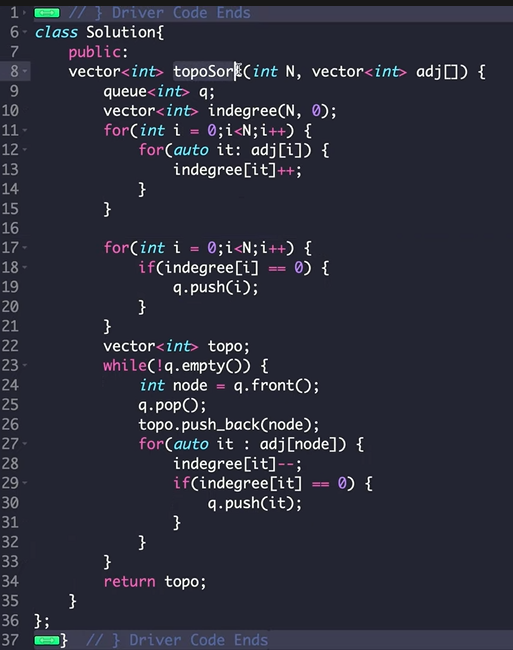 1 // } Driver Code Ends
6 class Solution{
7 public:
8 vector<int> topoSort(int N, vector<int> adj[]) {
9 queue<int> q;
10 vector<int> indegree(N, 0);
11 for(int i = 0;i<N;i++) {
12 for(auto it: adj[i]) {
13 indegree[it]++;
14 }
15 }
16
17 for(int i = 0;i<N;i++) {
18 if(indegree[i] == 0) {
19 q.push(i);
20 }
21 }
22 vector<int> topo;
23 while(!q.empty()) {
24 int node = q.front();
25 q.pop();
26 topo.push_back(node);
27 for(auto it : adj[node]) {
28 indegree[it]--;
29 if(indegree[it] == 0) {
30 q.push(it);
31 }
32 }
33 }
34 return topo;
35 }
36 };
37 } // } Driver Code Ends